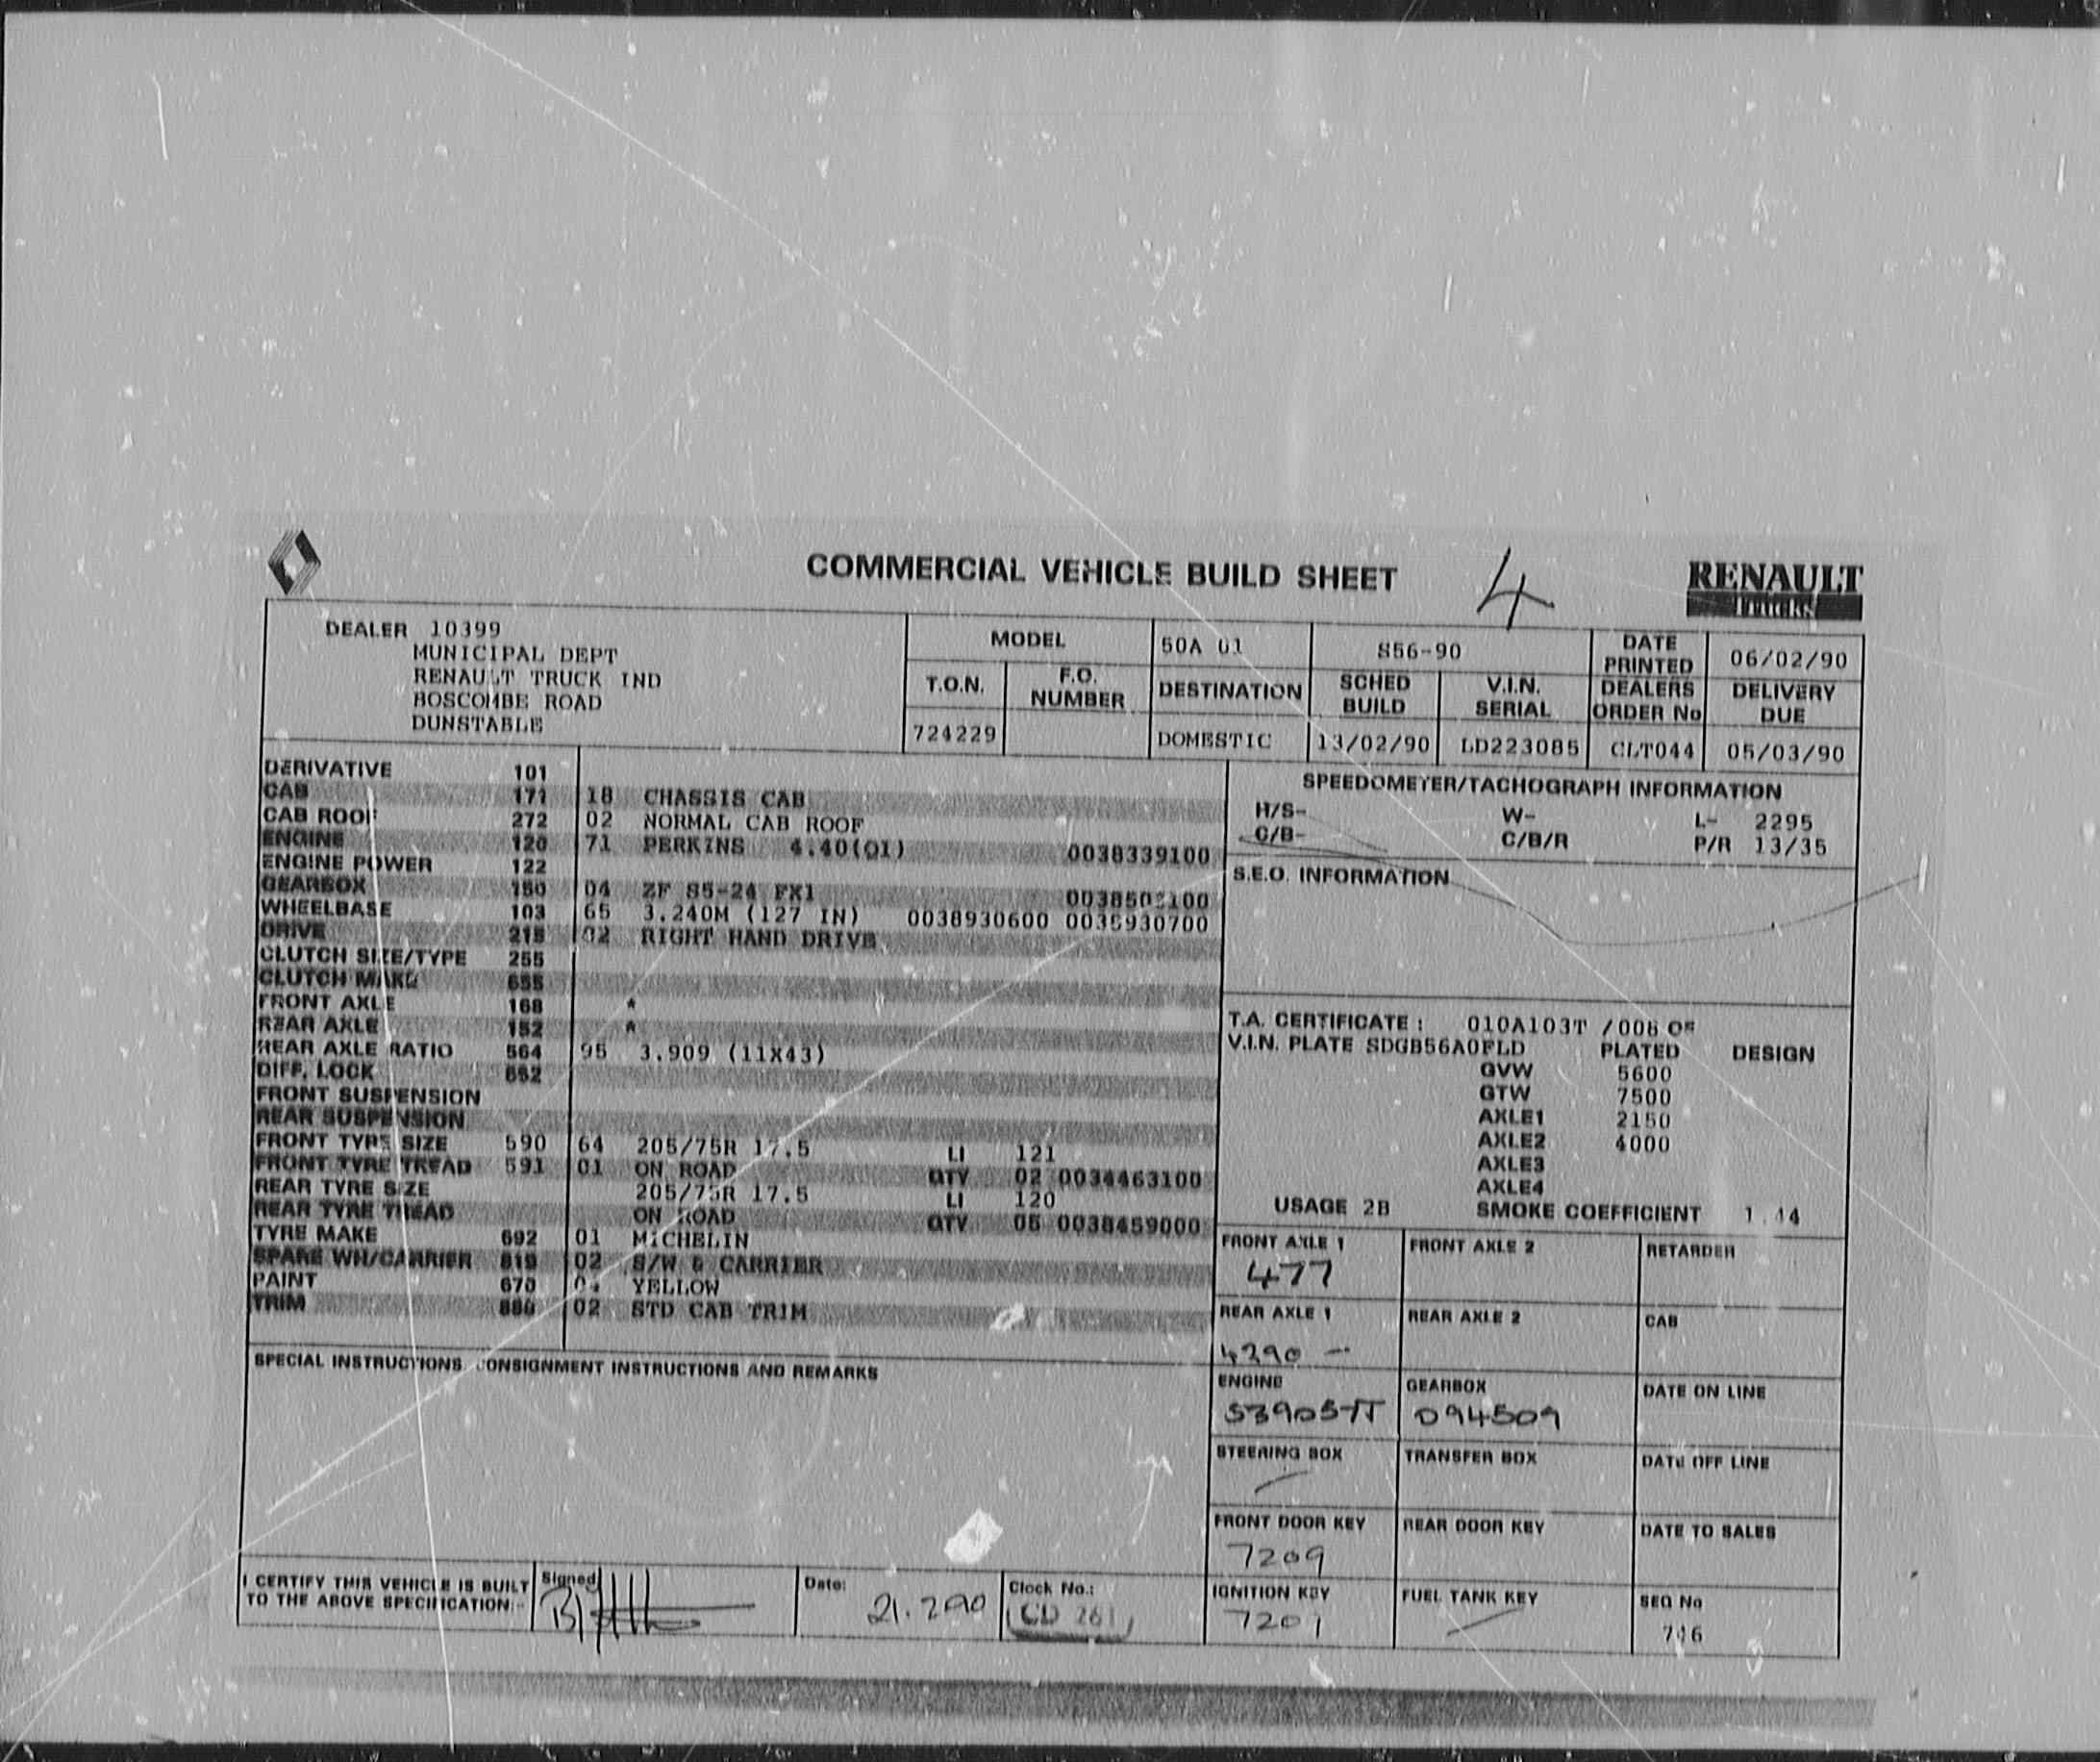 COMMERCIAL VEHICLE BUILD SHEET 4
RENAULT
TRUCKS
DEALER 10399
MUNICIPAL DEPT
RENAULT TRUCK IND
BOSCOMBE ROAD
DUNSTABLE
MODEL 50A 01 S56-90 DATE PRINTED 06/02/90
T.O.N. F.O. NUMBER DESTINATION SCHED BUILD V.I.N. SERIAL DEALERS ORDER No DELIVERY DUE
724229 DOMESTIC 13/02/90 LD223085 CLT044 05/03/90
DERIVATIVE 101
CAB 171 18 CHASSIS CAB
CAB ROOF 272 02 NORMAL CAB ROOF
ENGINE 120 71 PERKINS 4.40(QI) 0038339100
ENGINE POWER 122
GEARBOX 150 04 ZF S5-24 FX1
WHEELBASE 103 65 3.240M (127 IN) 0038930600
DRIVE 215 02 RIGHT HAND DRIVE
CLUTCH SIZE/TYPE 255
CLUTCH MAKE 655
FRONT AXLE 168 *
REAR AXLE 152 *
REAR AXLE RATIO 564 95 3.909 (11X43)
DIFF. LOCK 652
FRONT SUSPENSION
REAR SUSPENSION
FRONT TYRE SIZE 590 64 205/75R 17.5 LI 121
FRONT TYRE TREAD 591 01 ON ROAD QTY 02 0034463100
REAR TYRE SIZE 205/75R 17.5 LI 120
REAR TYRE TREAD ON ROAD QTY 05 0038459000
TYRE MAKE 692 01 MICHELIN
SPARE WH/CARRIER 619 02 S/W & CARRIER
PAINT 670 YELLOW
TRIM 02 STD CAB TRIM
SPECIAL INSTRUCTIONS, CONSIGNMENT INSTRUCTIONS AND REMARKS
SPEEDOMETER/TACHOGRAPH INFORMATION
H/S- W- L- 2295
C/B- C/B/R P/R 13/35
S.E.O. INFORMATION
T.A. CERTIFICATE : 010A103T /008
V.I.N. PLATE SDGB56A0FLD PLATED DESIGN
GVW 5600
GTW 7500
AXLE1 2150
AXLE2 4000
AXLE3
AXLE4
USAGE 2B SMOKE COEFFICIENT
FRONT AXLE 1 FRONT AXLE 2 RETARDER
477
REAR AXLE 1 REAR AXLE 2 CAB
4290 -
ENGINE GEARBOX DATE ON LINE
094509
STEERING BOX TRANSFER BOX DATE OFF LINE
FRONT DOOR KEY REAR DOOR KEY DATE TO SALES
7209
IGNITION KEY FUEL TANK KEY SEQ No
7201 746
I CERTIFY THIS VEHICLE IS BUILT
TO THE ABOVE SPECIFICATION:-
Signed
Date: 21.2.90
Clock No.: CD 261